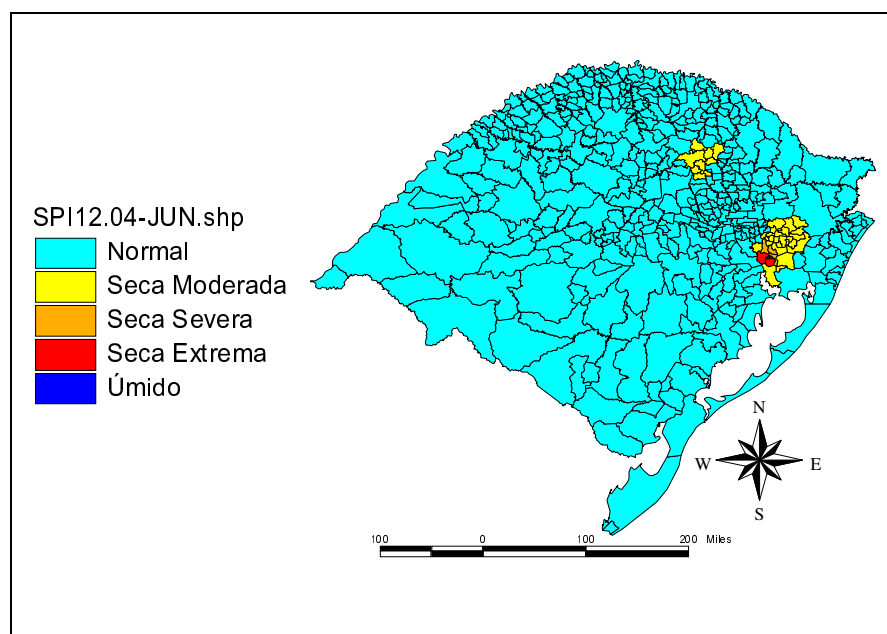 SPI12.04-JUN.shp
Normal
Seca Moderada
Seca Severa
Seca Extrema
Úmido
N
W E
S
100 0 100 200 Miles